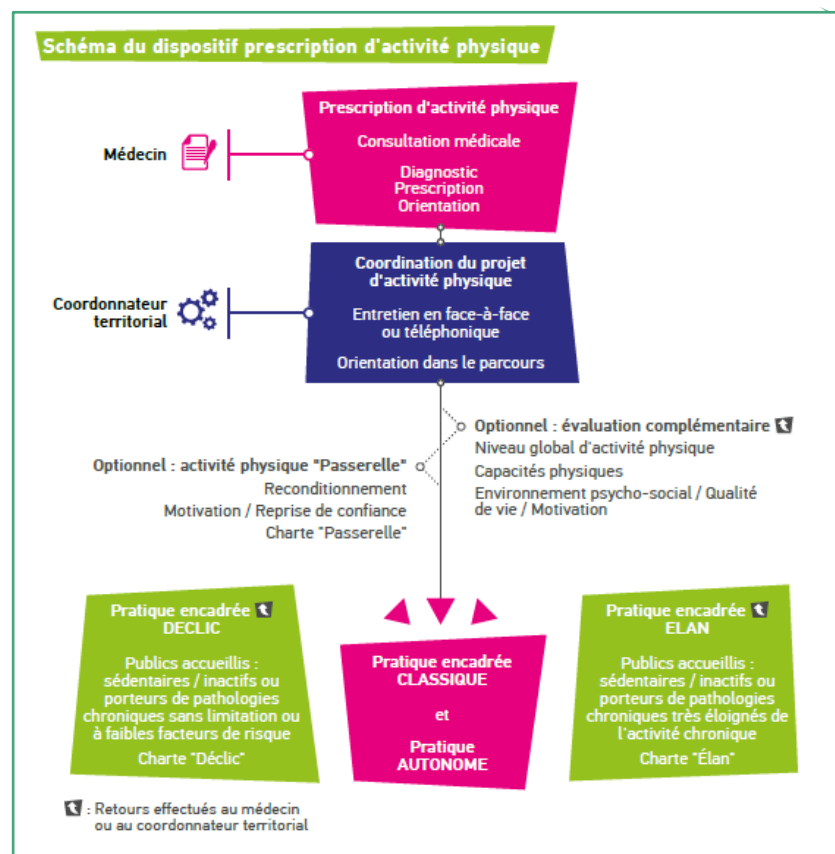 Schéma du dispositif prescription d'activité physique
Prescription d'activité physique
Consultation médicale
Diagnostic
Prescription
Orientation
Médecin
Coordination du projet
d'activité physique
Entretien en face-à-face
ou téléphonique
Orientation dans le parcours
Coordonnateur
territorial
Optionnel : évaluation complémentaire
Niveau global d'activité physique
Capacités physiques
Environnement psycho-social / Qualité
de vie / Motivation
Optionnel : activité physique "Passerelle"
Reconditionnement
Motivation / Reprise de confiance
Charte "Passerelle"
Pratique encadrée
DECLIC
Publics accueillis :
sédentaires / inactifs ou
porteurs de pathologies
chroniques sans limitation ou
à faibles facteurs de risque
Charte "Déclic"
Pratique encadrée
CLASSIQUE
et
Pratique
AUTONOME
Pratique encadrée
ELAN
Publics accueillis :
sédentaires / inactifs ou
porteurs de pathologies
chroniques très éloignés de
l'activité chronique
Charte "Élan"
: Retours effectués au médecin
ou au coordonnateur territorial